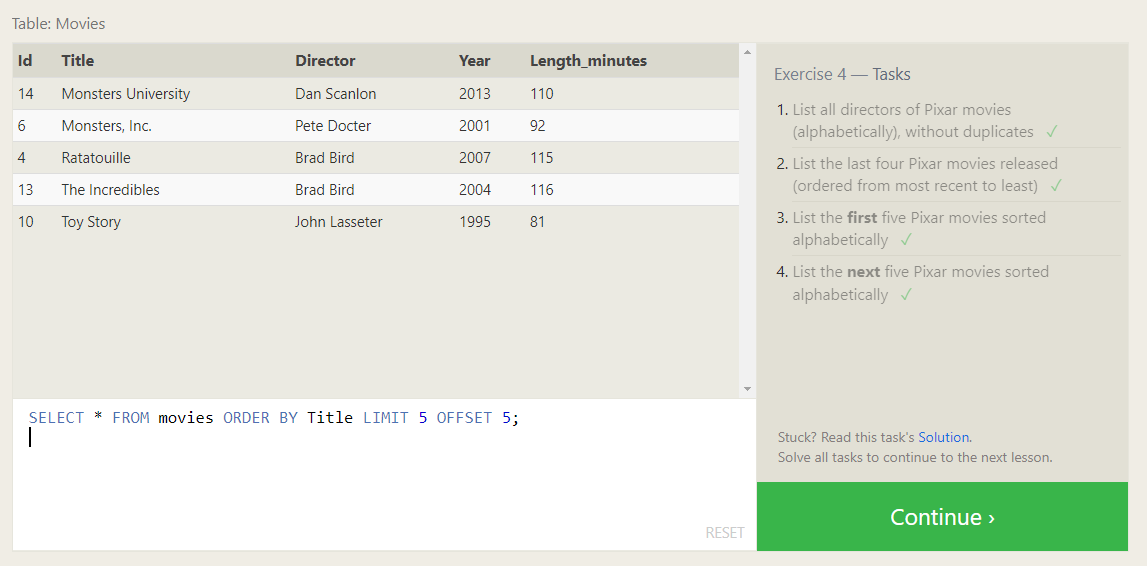 Table: Movies
Id Title Director Year Length_minutes
14 Monsters University Dan Scanlon 2013 110
6 Monsters, Inc. Pete Docter 2001 92
4 Ratatouille Brad Bird 2007 115
13 The Incredibles Brad Bird 2004 116
10 Toy Story John Lasseter 1995 81
SELECT * FROM movies ORDER BY Title LIMIT 5 OFFSET 5;
RESET
Exercise 4 — Tasks
1. List all directors of Pixar movies
(alphabetically), without duplicates ✓
2. List the last four Pixar movies released
(ordered from most recent to least) ✓
3. List the first five Pixar movies sorted
alphabetically ✓
4. List the next five Pixar movies sorted
alphabetically ✓
Stuck? Read this task's Solution.
Solve all tasks to continue to the next lesson.
Continue ›